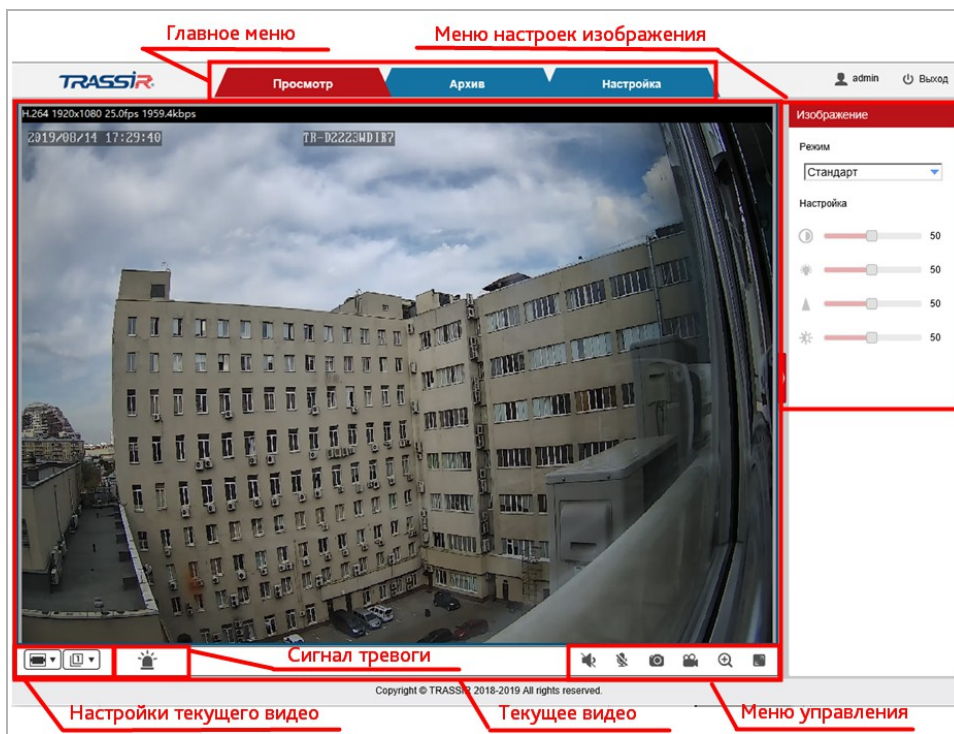 Главное меню
Меню настроек изображения
TRASSIR
Просмотр
Архив
Настройка
admin
Выход
H.264 1920x1080 25.0fps 1959.4kbps
2019/08/14 17:29:40
TR-D2223WDIR7
Изображение
Режим
Стандарт
Настройка
50
50
50
50
1
Сигнал тревоги
Copyright © TRASSIR 2018-2019 All rights reserved.
Настройки текущего видео
Текущее видео
Меню управления